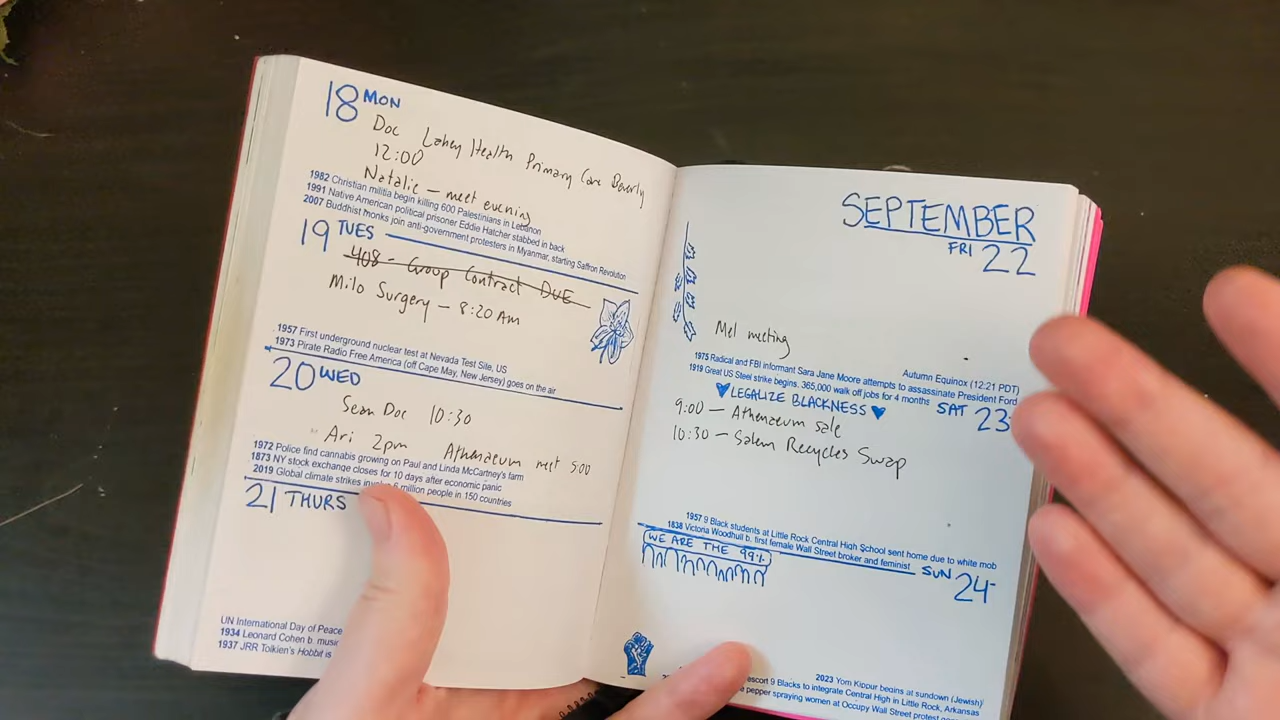 18 MON
Doc Lahey Health Primary Care Beverly
12:00
Natalie - meet evening
1982 Christian militia begin killing 600 Palestinians in Lebanon
1991 Native American political prisoner Eddie Hatcher stabbed in back
2007 Buddhist monks join anti-government protesters in Myanmar, starting Saffron Revolution
19 TUES
408 - Group Contract DUE
Milo Surgery - 8:20 AM
1957 First underground nuclear test at Nevada Test Site, US
1973 Pirate Radio Free America (off Cape May, New Jersey) goes on the air
20 WED
Sean Doc 10:30
Ari 2pm Athenaeum meet 500
1972 Police find cannabis growing on Paul and Linda McCartney's farm
1873 NY stock exchange closes for 10 days after economic panic
2019 Global climate strikes million people in 150 countries
21 THURS
UN International Day of Peace
1934 Leonard Cohen b. music
1937 JRR Tolkien's Hobbit is
SEPTEMBER
FRI 22
Mel meeting
Autumn Equinox (12:21 PDT)
1975 Radical and FBI informant Sara Jane Moore attempts to assassinate President Ford
1919 Great US Steel strike begins. 365,000 walk off jobs for 4 months
SAT 23
♥ LEGALIZE BLACKNESS ♥
9:00 - Athenaeum sale
10:30 - Salem Recycles Swap
1957 9 Black students at Little Rock Central High School sent home due to white mob
1838 Victoria Woodhull b. first female Wall Street broker and feminist
SUN 24
WE ARE THE 99%
2023 Yom Kippur begins at sundown (Jewish)
escort 9 Blacks to integrate Central High in Little Rock, Arkansas
pepper spraying women at Occupy Wall Street protest